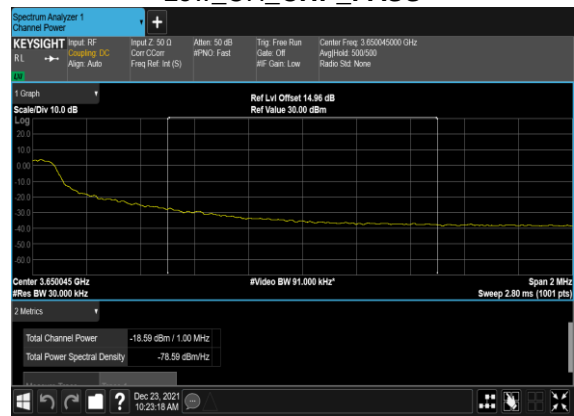 Spectrum Analyzer 1
Channel Power
+
KEYSIGHT
RL
LM
Input: RF
Coupling: DC
Align: Auto
Input Z: 50 Ω
Corr CCorr
Freq Ref: Int (S)
Atten: 50 dB
#PNO: Fast
Trig: Free Run
Gate: Off
#IF Gain: Low
Center Freq: 3.650045000 GHz
Avg|Hold: 500/500
Radio Std: None
1 Graph
Scale/Div 10.0 dB
Ref Lvl Offset 14.96 dB
Ref Value 30.00 dBm
Log
20.0
10.0
0.00
-10.0
-20.0
-30.0
-40.0
-50.0
-60.0
Center 3.650045 GHz
#Res BW 30.000 kHz
#Video BW 91.000 kHz*
Span 2 MHz
Sweep 2.80 ms (1001 pts)
2 Metrics
Total Channel Power -18.59 dBm / 1.00 MHz
Total Power Spectral Density -78.59 dBm/Hz
?
Dec 23, 2021
10:23:18 AM